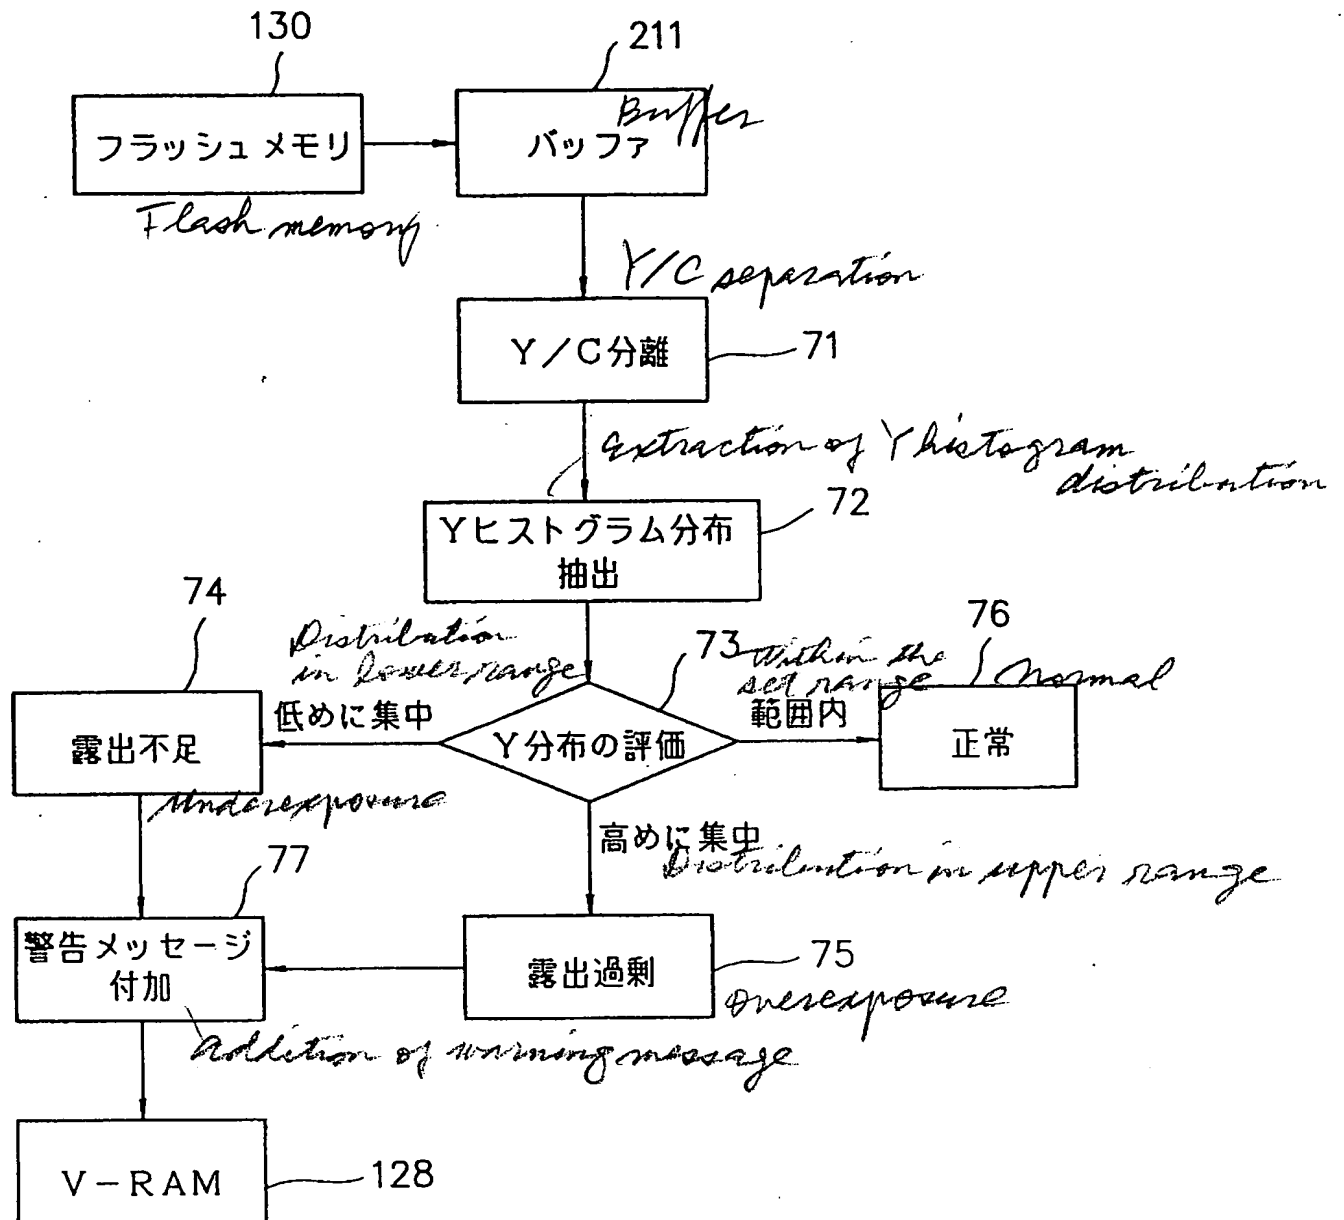 130
211
フラッシュメモリ
Buffer
バッファ
Flash memory
Y/C separation
Y/C分離
71
Extraction of Y histogram
distribution
72
Yヒストグラム分布
抽出
74
Distribution
in lower range
73
Within the
set range
76
Normal
低めに集中
範囲内
露出不足
Y分布の評価
正常
Underexposure
高めに集中
Distribution in upper range
77
警告メッセージ
付加
露出過剰
75
overexposure
Addition of warning message
V-RAM
128